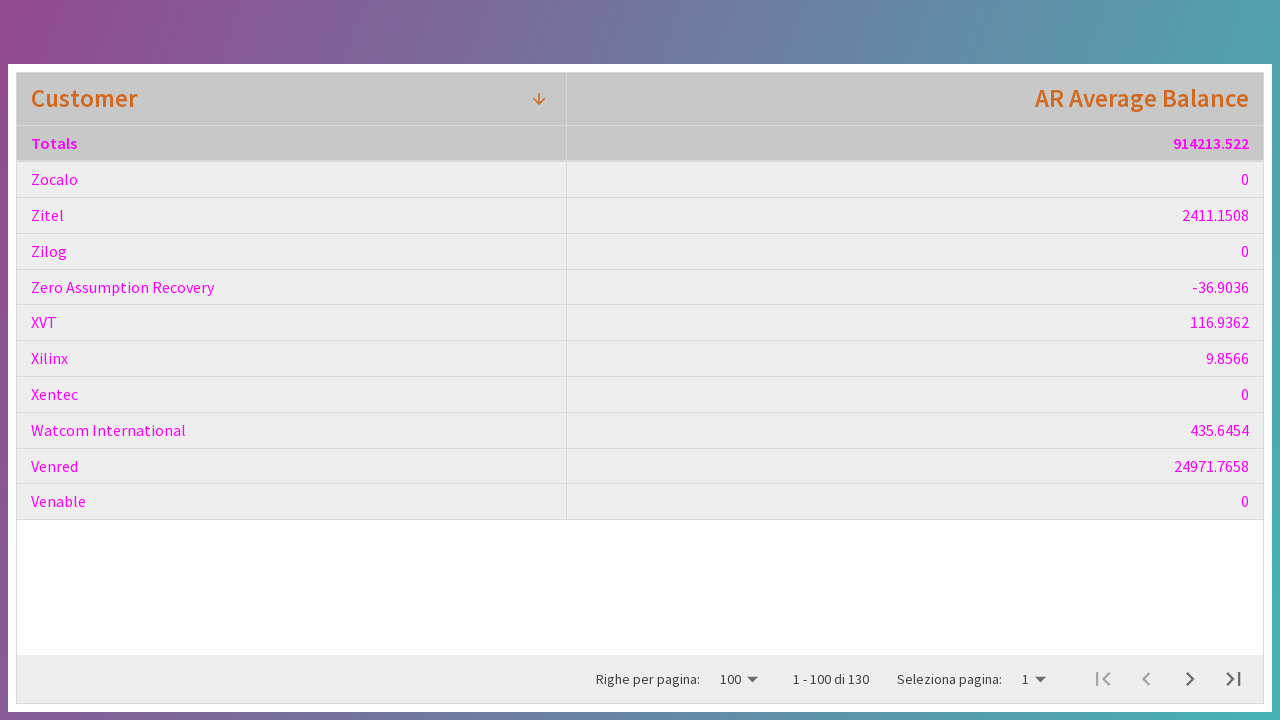 Customer AR Average Balance
Totals 914213.522
Zocalo 0
Zitel 2411.1508
Zilog 0
Zero Assumption Recovery -36.9036
XVT 116.9362
Xilinx 9.8566
Xentec 0
Watcom International 435.6454
Venred 24971.7658
Venable 0
Righe per pagina: 100 1 - 100 di 130 Seleziona pagina: 1